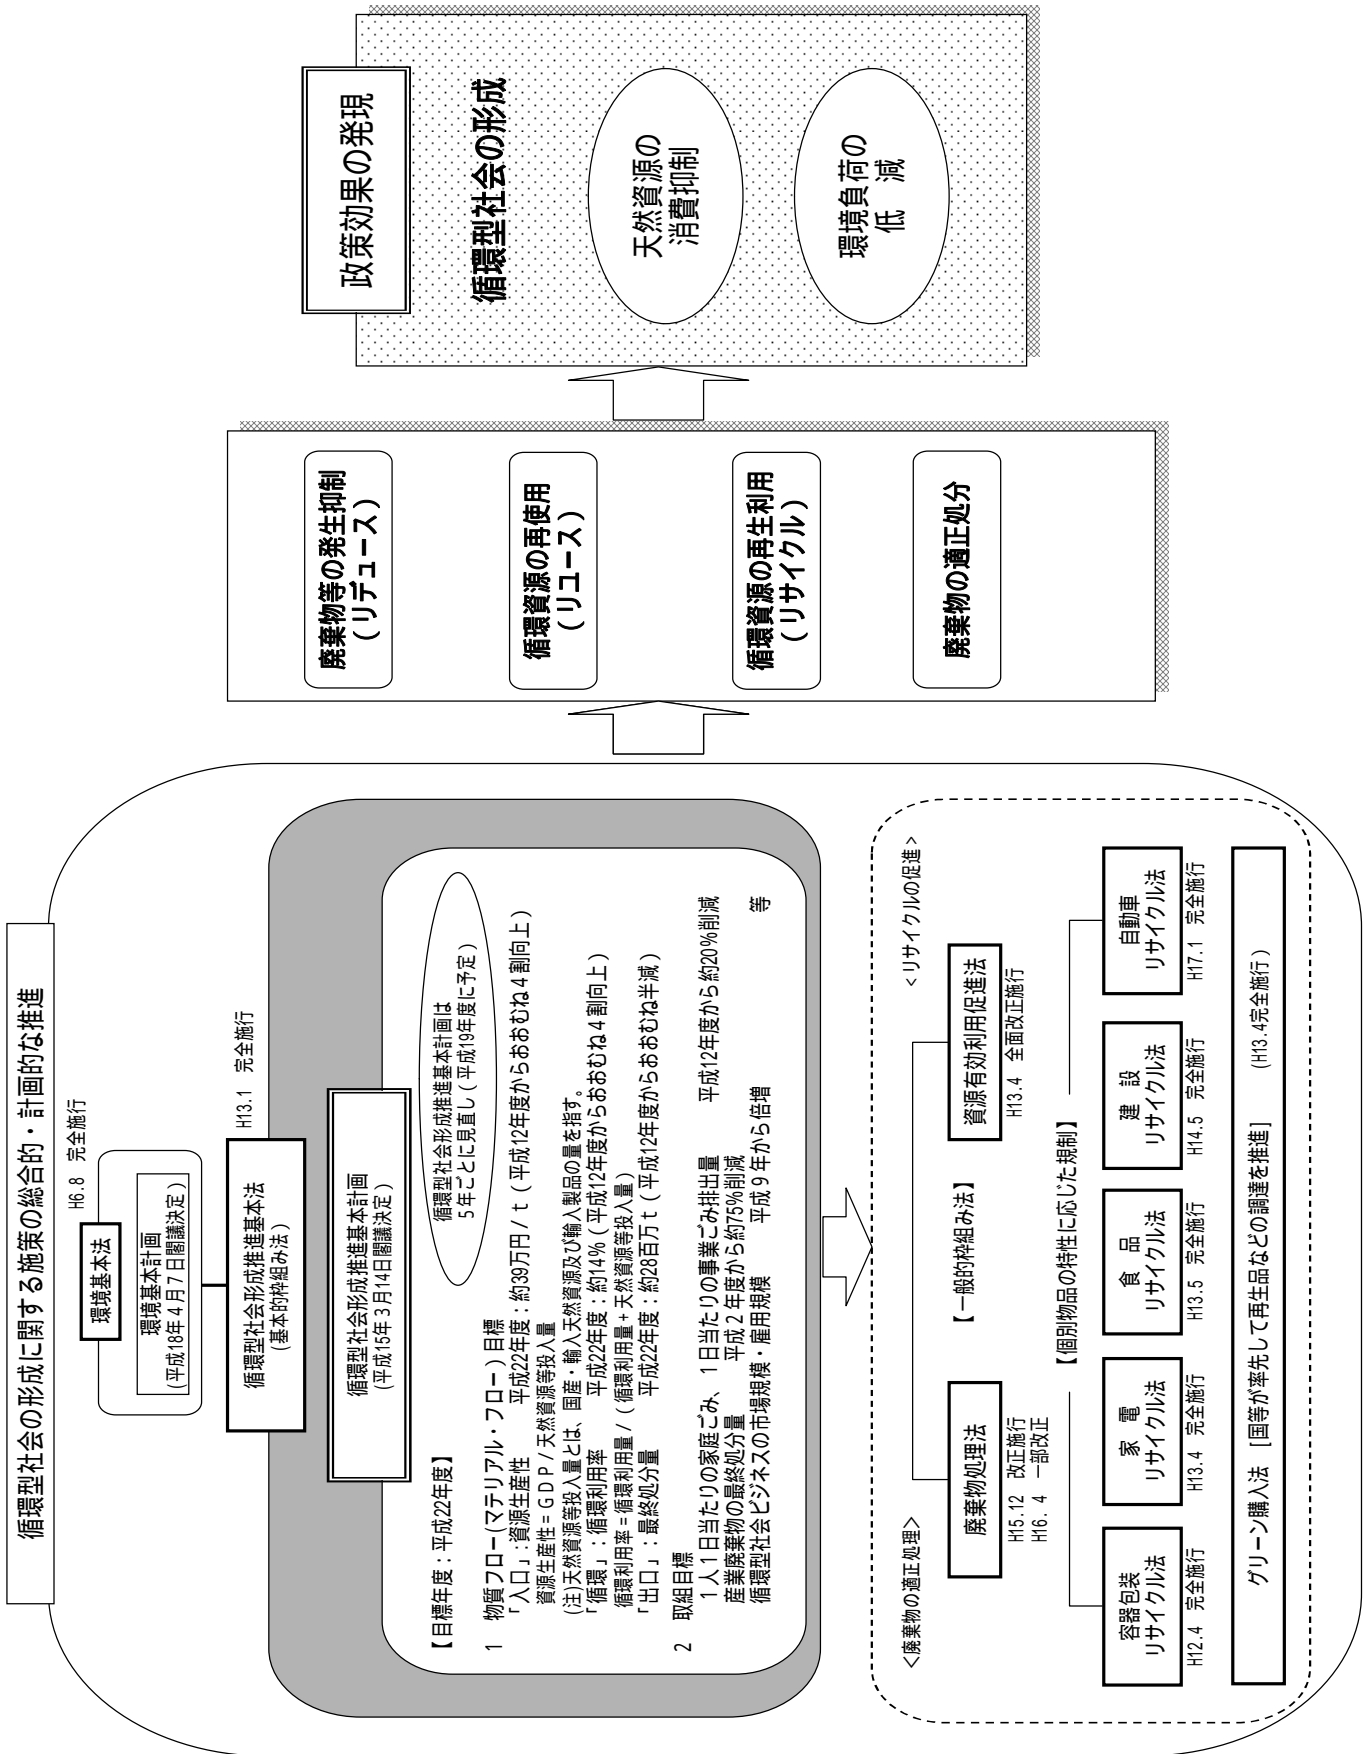 循環型社会の形成に関する施策の総合的・計画的な推進
環境基本法
H6.8 完全施行
環境基本計画
(平成18年４月７日閣議決定)
循環型社会形成推進基本法
(基本的枠組み法)
H13.1 完全施行
循環型社会形成推進基本計画
(平成15年３月14日閣議決定)
循環型社会形成推進基本計画は
５年ごとに見直し(平成19年度に予定)
【目標年度：平成22年度】
1 物質フロー(マテリアル・フロー)目標
「入口」：資源生産性 平成22年度：約39万円/ｔ(平成12年度からおおむね４割向上)
資源生産性＝ＧＤＰ/天然資源等投入量
(注)天然資源等投入量とは、国産・輸入天然資源及び輸入製品の量を指す。
「循環」：循環利用率 平成22年度：約14％(平成12年度からおおむね４割向上)
循環利用率＝循環利用量/(循環利用量+天然資源等投入量)
「出口」：最終処分量 平成22年度：約28百万ｔ(平成12年度からおおむね半減)
2 取組目標
１人１日当たりの家庭ごみ、１日当たりの事業ごみ排出量 平成12年度から約20％削減
産業廃棄物の最終処分量 平成２年度から約75％削減
循環型社会ビジネスの市場規模・雇用規模 平成９年から倍増 等
<廃棄物の適正処理>
<リサイクルの促進>
【一般的枠組み法】
廃棄物処理法
H15.12 改正施行
H16.4 一部改正
資源有効利用促進法
H13.4 全面改正施行
【個別物品の特性に応じた規制】
容器包装
リサイクル法
H12.4 完全施行
家 電
リサイクル法
H13.4 完全施行
食 品
リサイクル法
H13.5 完全施行
建 設
リサイクル法
H14.5 完全施行
自動車
リサイクル法
H17.1 完全施行
グリーン購入法 [国等が率先して再生品などの調達を推進] (H13.4完全施行)
廃棄物等の発生抑制
(リデュース)
循環資源の再使用
(リユース)
循環資源の再生利用
(リサイクル)
廃棄物の適正処分
政策効果の発現
循環型社会の形成
天然資源の
消費抑制
環境負荷の
低 減